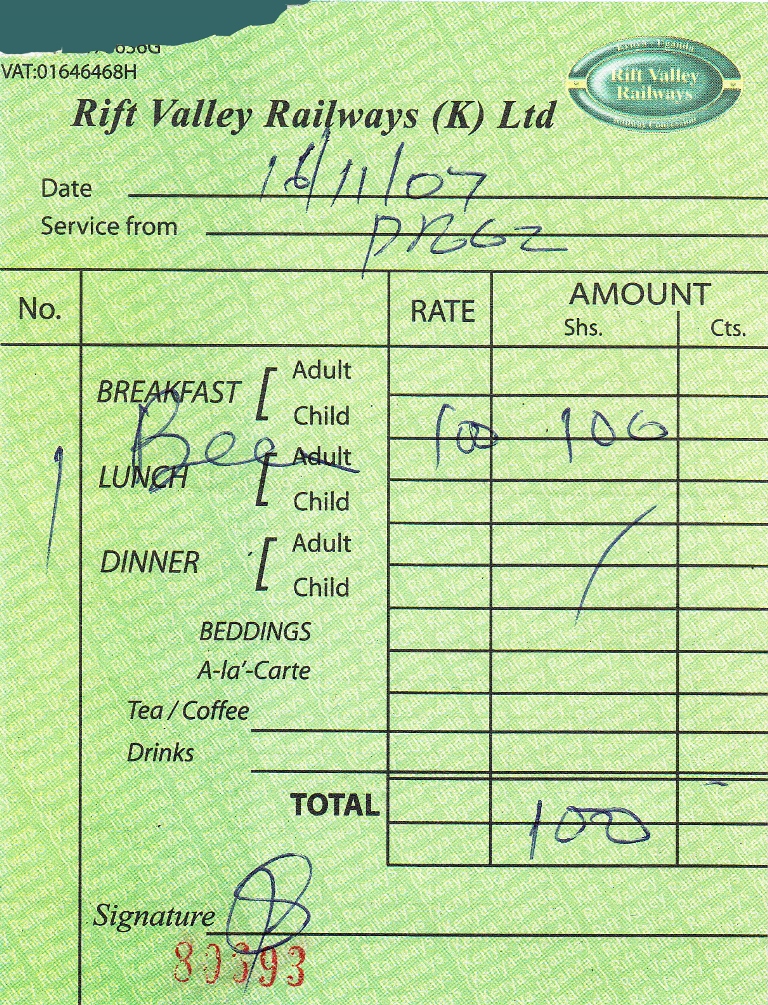 VAT:01646468H
Kenya - Uganda
Rift Valley
Railways
Railway Concession
Rift Valley Railways (K) Ltd
Date 16/11/07
Service from
No. RATE AMOUNT
Shs. Cts.
BREAKFAST Adult
Child
1 Beer 100 100
LUNCH Adult
Child
DINNER Adult
Child
BEDDINGS
A-la'-Carte
Tea / Coffee
Drinks
TOTAL 100 -
Signature